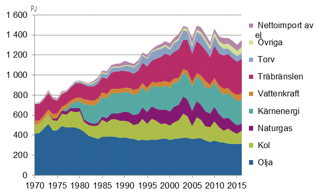 PJ
1 600
1 400
1 200
1 000
800
600
400
200
0
1970 1975 1980 1985 1990 1995 2000 2005 2010 2015
Nettoimport av
el
Övriga
Torv
Träbränslen
Vattenkraft
Kärnenergi
Naturgas
Kol
Olja